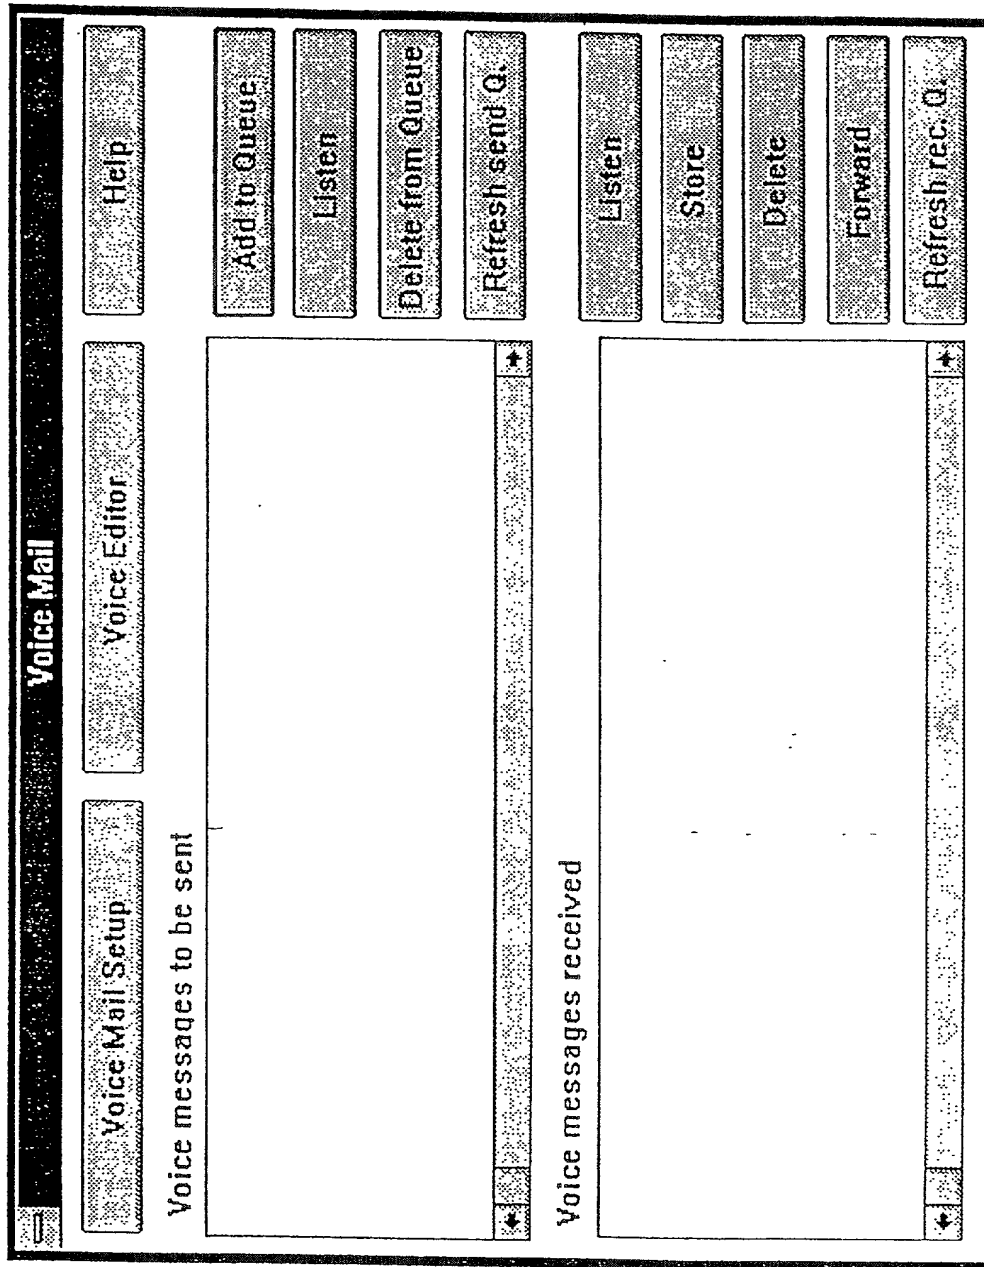 Voice Mail
Voice Mail Setup
Voice Editor
Help
Voice messages to be sent
Add to Queue
Listen
Delete from Queue
Refresh send Q.
Voice messages received
Listen
Store
Delete
Forward
Refresh rec. Q.